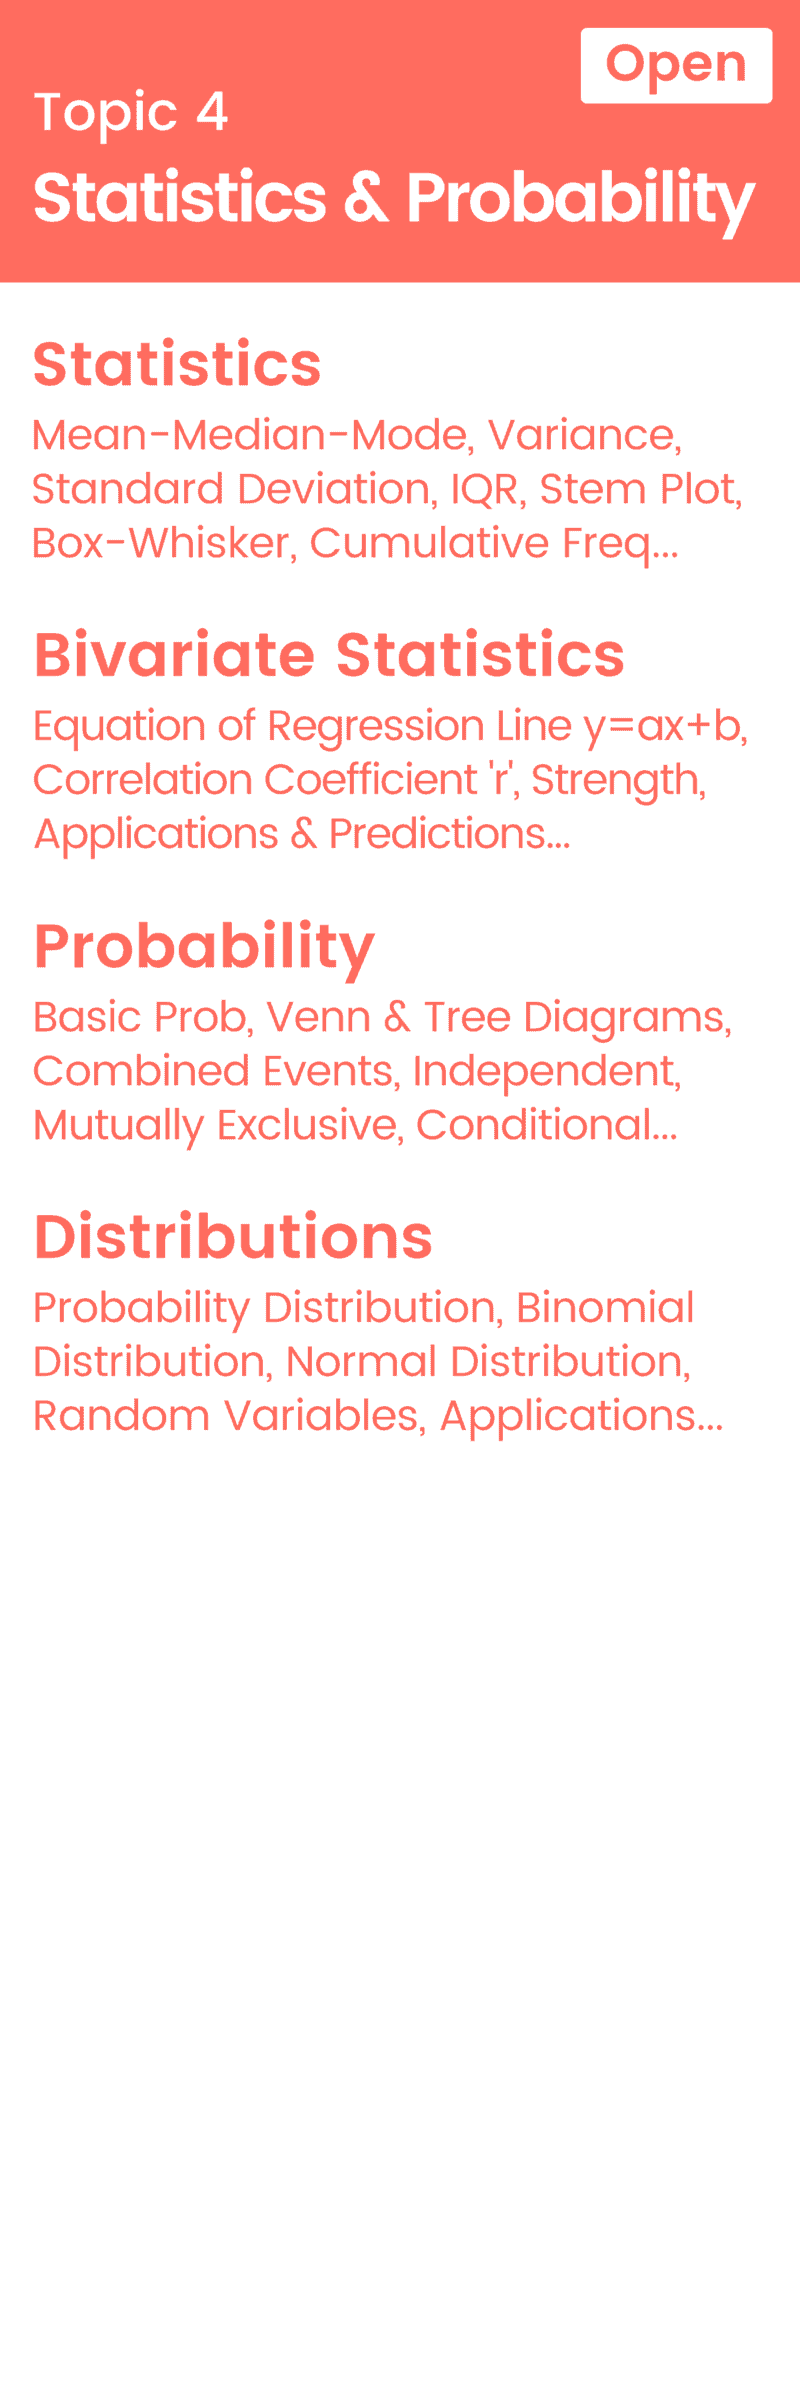 Open
Topic 4
Statistics & Probability
Statistics
Mean-Median-Mode, Variance,
Standard Deviation, IQR, Stem Plot,
Box-Whisker, Cumulative Freq...
Bivariate Statistics
Equation of Regression Line y=ax+b,
Correlation Coefficient 'r', Strength,
Applications & Predictions...
Probability
Basic Prob, Venn & Tree Diagrams,
Combined Events, Independent,
Mutually Exclusive, Conditional...
Distributions
Probability Distribution, Binomial
Distribution, Normal Distribution,
Random Variables, Applications...